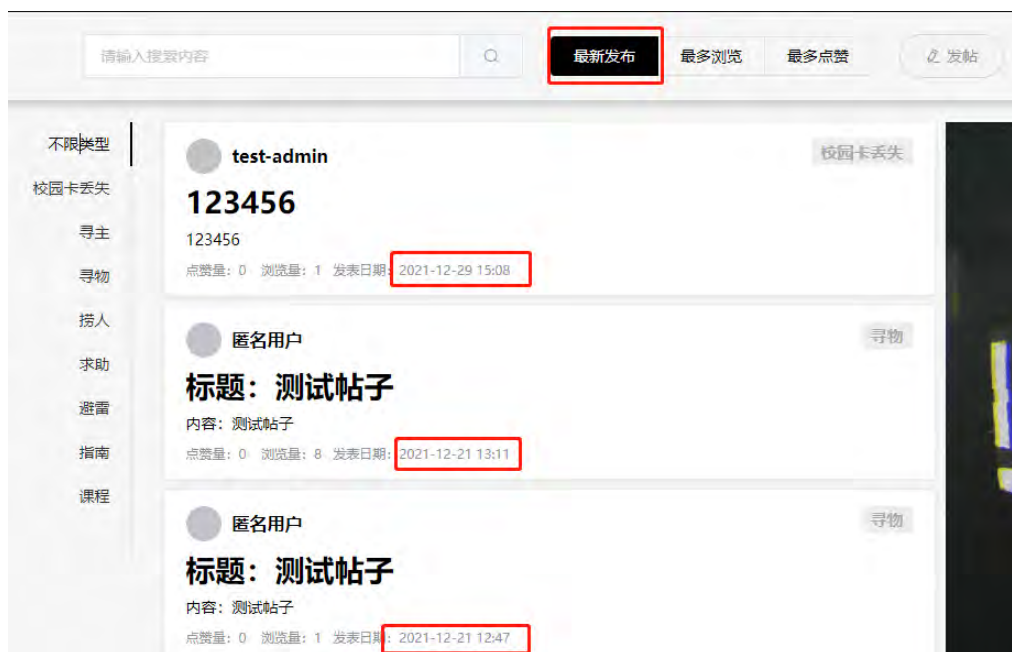 请输入搜索内容
最新发布 最多浏览 最多点赞 发帖
不限类型
校园卡丢失
寻主
寻物
捞人
求助
避雷
指南
课程
test-admin 校园卡丢失
123456
123456
点赞量：0 浏览量：1 发表日期：2021-12-29 15:08
匿名用户 寻物
标题：测试帖子
内容：测试帖子
点赞量：0 浏览量：8 发表日期：2021-12-21 13:11
匿名用户 寻物
标题：测试帖子
内容：测试帖子
点赞量：0 浏览量：1 发表日期：2021-12-21 12:47